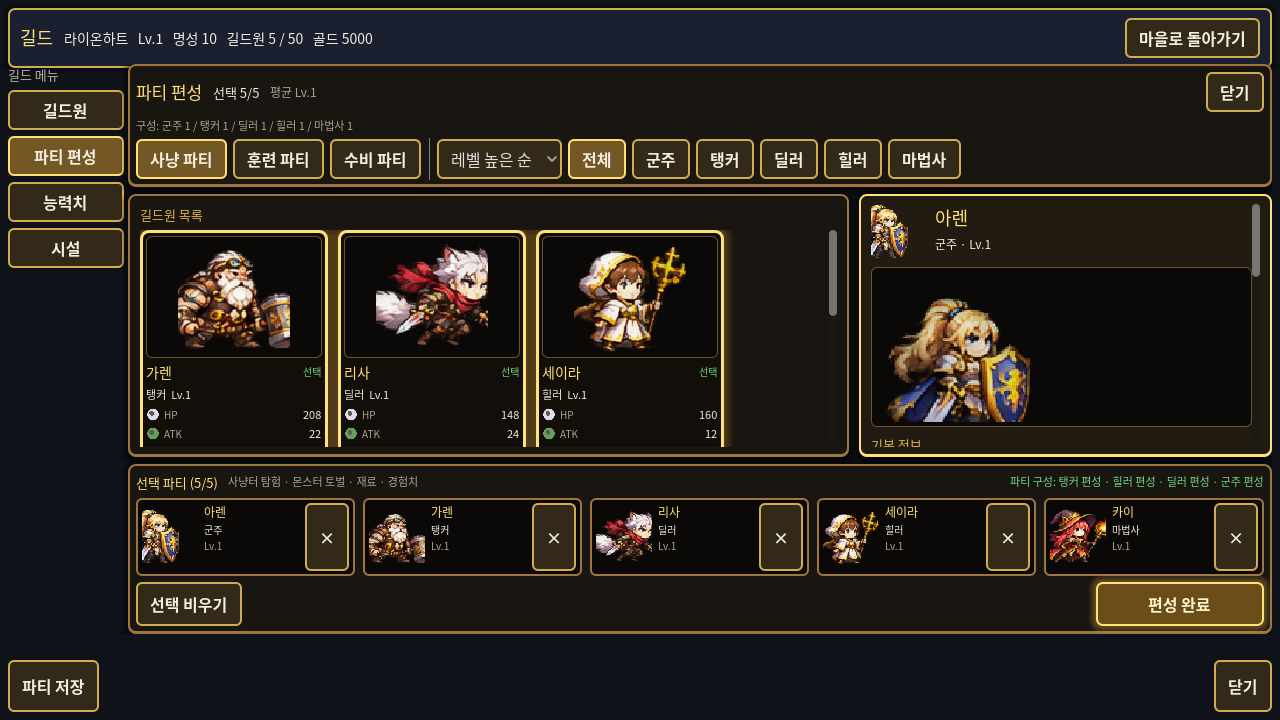 길드 라이온하트 Lv.1 명성 10 길드원 5 / 50 골드 5000 마을로 돌아가기
길드 메뉴
길드원
파티 편성
능력치
시설
파티 편성 선택 5/5 평균 Lv.1 닫기
구성: 군주 1 / 탱커 1 / 딜러 1 / 힐러 1 / 마법사 1
사냥 파티 훈련 파티 수비 파티 레벨 높은 순 전체 군주 탱커 딜러 힐러 마법사
길드원 목록
가렌 선택
탱커 Lv.1
HP 208
ATK 22
리사 선택
딜러 Lv.1
HP 148
ATK 24
세이라 선택
힐러 Lv.1
HP 160
ATK 12
아렌
군주 · Lv.1
기본 정보
선택 파티 (5/5) 사냥터 탐험 · 몬스터 토벌 · 재료 · 경험치 파티 구성: 탱커 편성 · 힐러 편성 · 딜러 편성 · 군주 편성
아렌
군주
Lv.1
×
가렌
탱커
Lv.1
×
리사
딜러
Lv.1
×
세이라
힐러
Lv.1
×
카이
마법사
Lv.1
×
선택 비우기 편성 완료
파티 저장 닫기